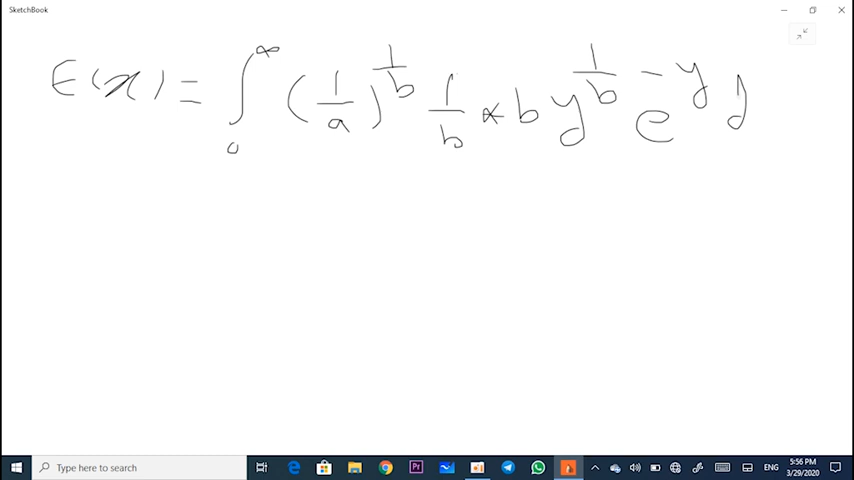 SketchBook
E(x) = ∫₀^∞ (1/a)^(1/b) 1/b * b y^(1/b) e^(-y) d
Type here to search
ENG
5:56 PM
3/29/2020